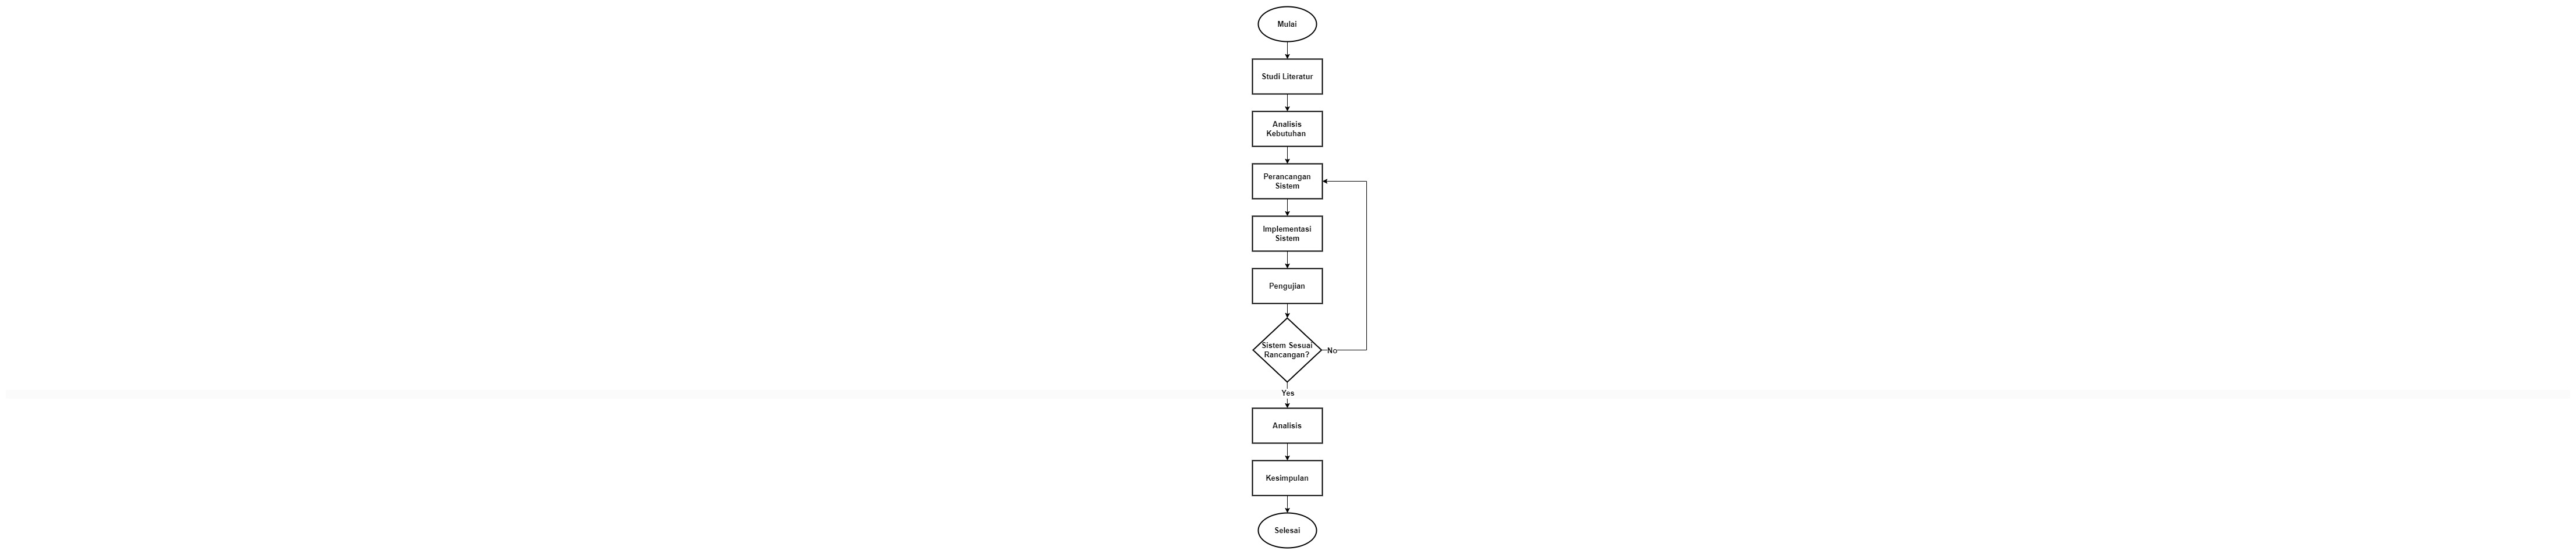 Mulai
Studi Literatur
Analisis
Kebutuhan
Perancangan
Sistem
Implementasi
Sistem
Pengujian
Sistem Sesuai
Rancangan?
No
Yes
Analisis
Kesimpulan
Selesai